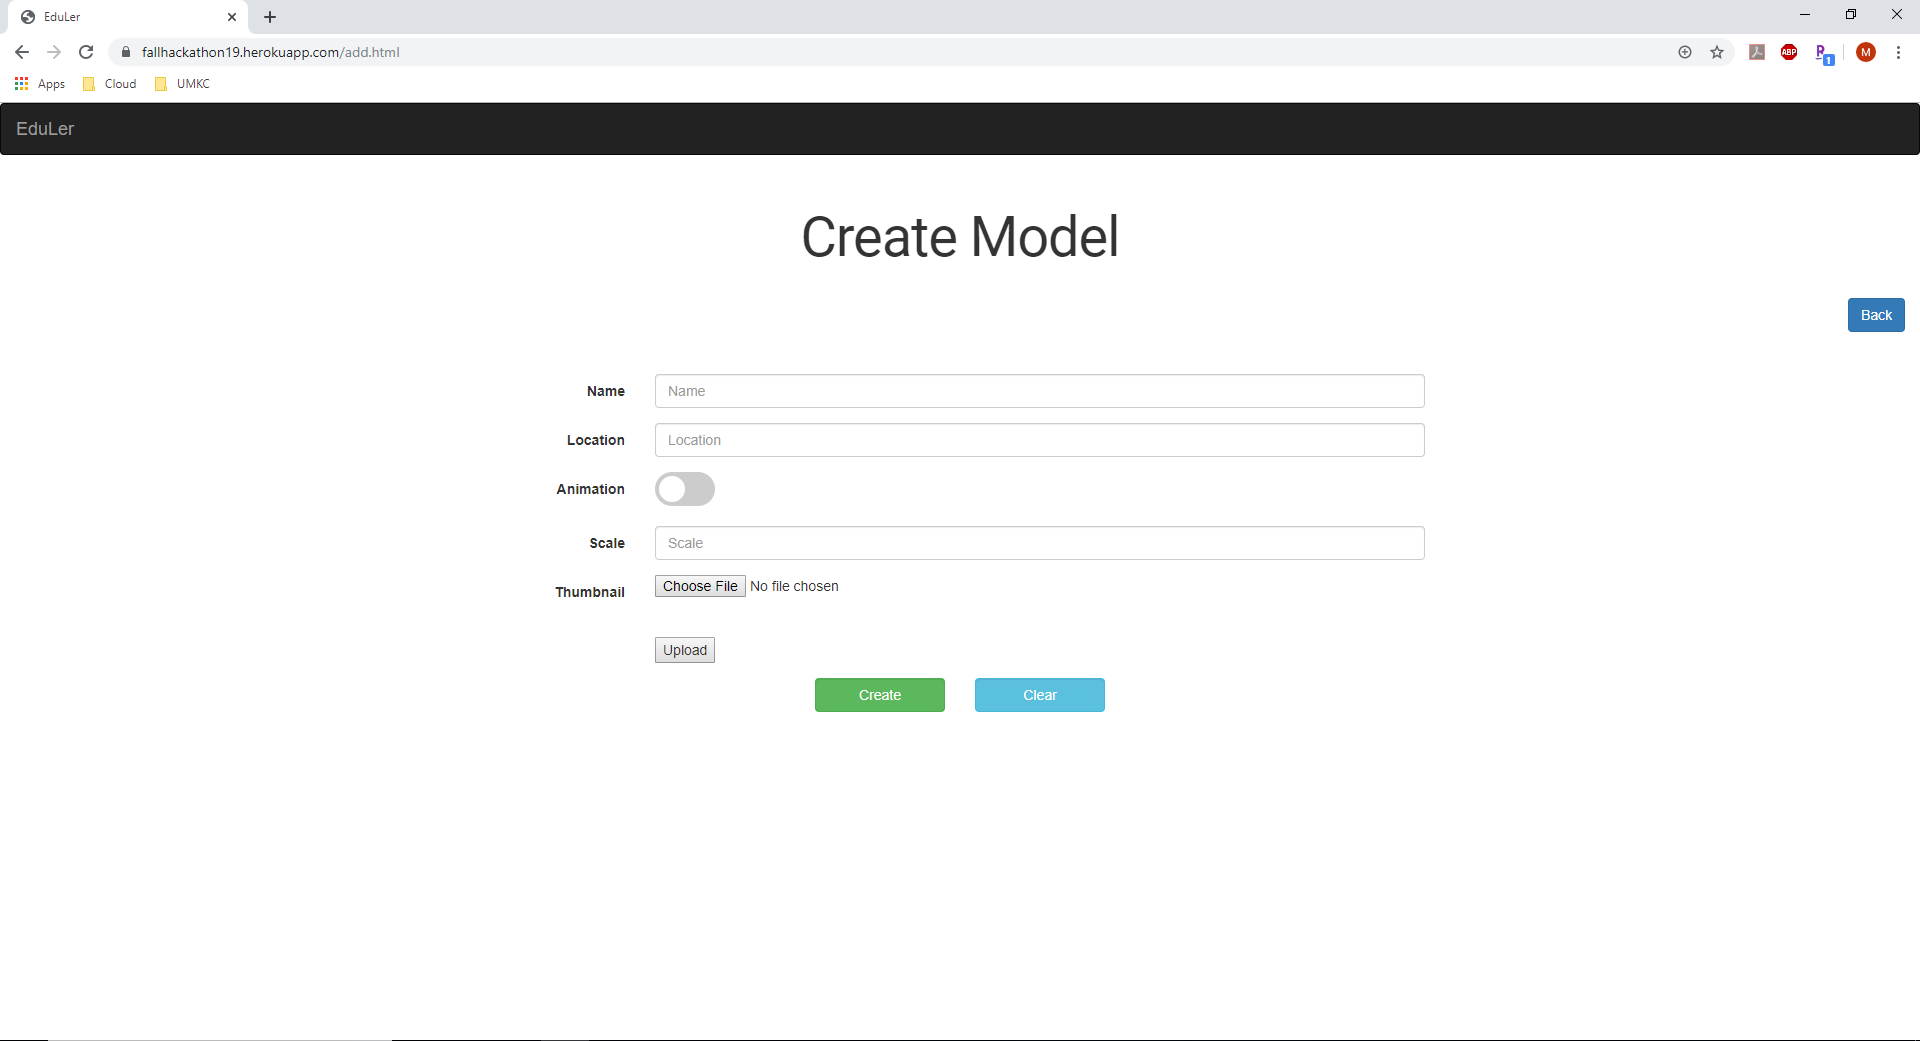 EduLer
fallhackathon19.herokuapp.com/add.html
ABP
1
M
Apps
Cloud
UMKC
EduLer
Create Model
Back
Name
Name
Location
Location
Animation
Scale
Scale
Thumbnail
Choose File No file chosen
Upload
Create
Clear